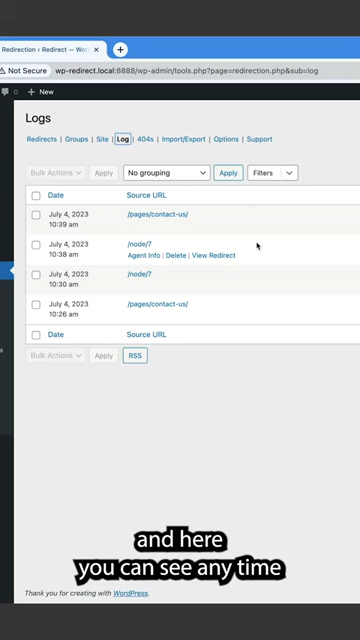 Redirection ‹ Redirect — Wor
Not Secure wp-redirect.local:8888/wp-admin/tools.php?page=redirection.php&sub=log
0 + New
Logs
Redirects | Groups | Site | Log | 404s | Import/Export | Options | Support
Bulk Actions Apply No grouping Apply Filters
Date Source URL
July 4, 2023 /pages/contact-us/
10:39 am
July 4, 2023 /node/7
10:38 am Agent Info | Delete | View Redirect
July 4, 2023 /node/7
10:30 am
July 4, 2023 /pages/contact-us/
10:26 am
Date Source URL
Bulk Actions Apply RSS
and here
you can see any time
Thank you for creating with WordPress.